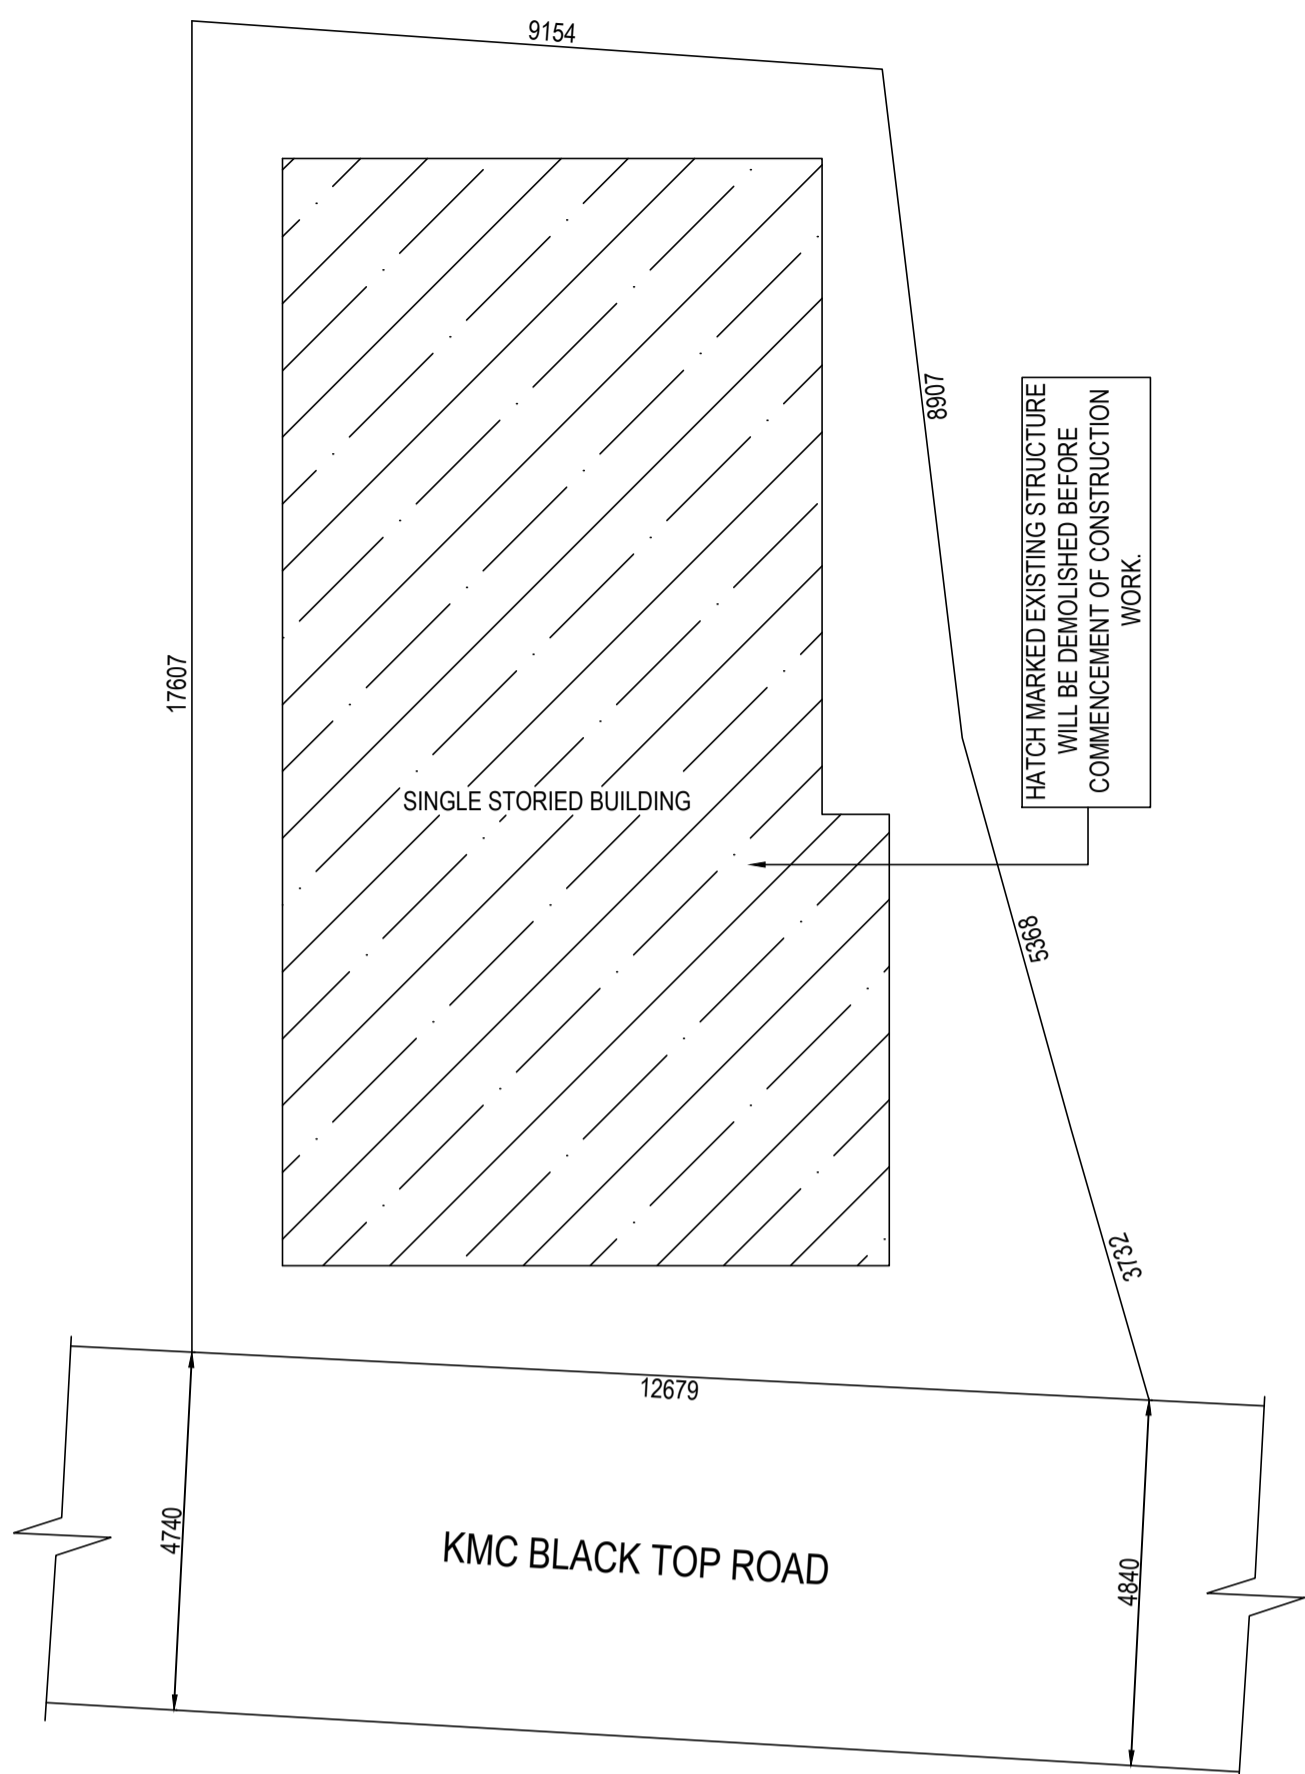 9154
17607
8907
HATCH MARKED EXISTING STRUCTURE
WILL BE DEMOLISHED BEFORE
COMMENCEMENT OF CONSTRUCTION
WORK.
SINGLE STORIED BUILDING
5368
3732
12679
4740
KMC BLACK TOP ROAD
4840